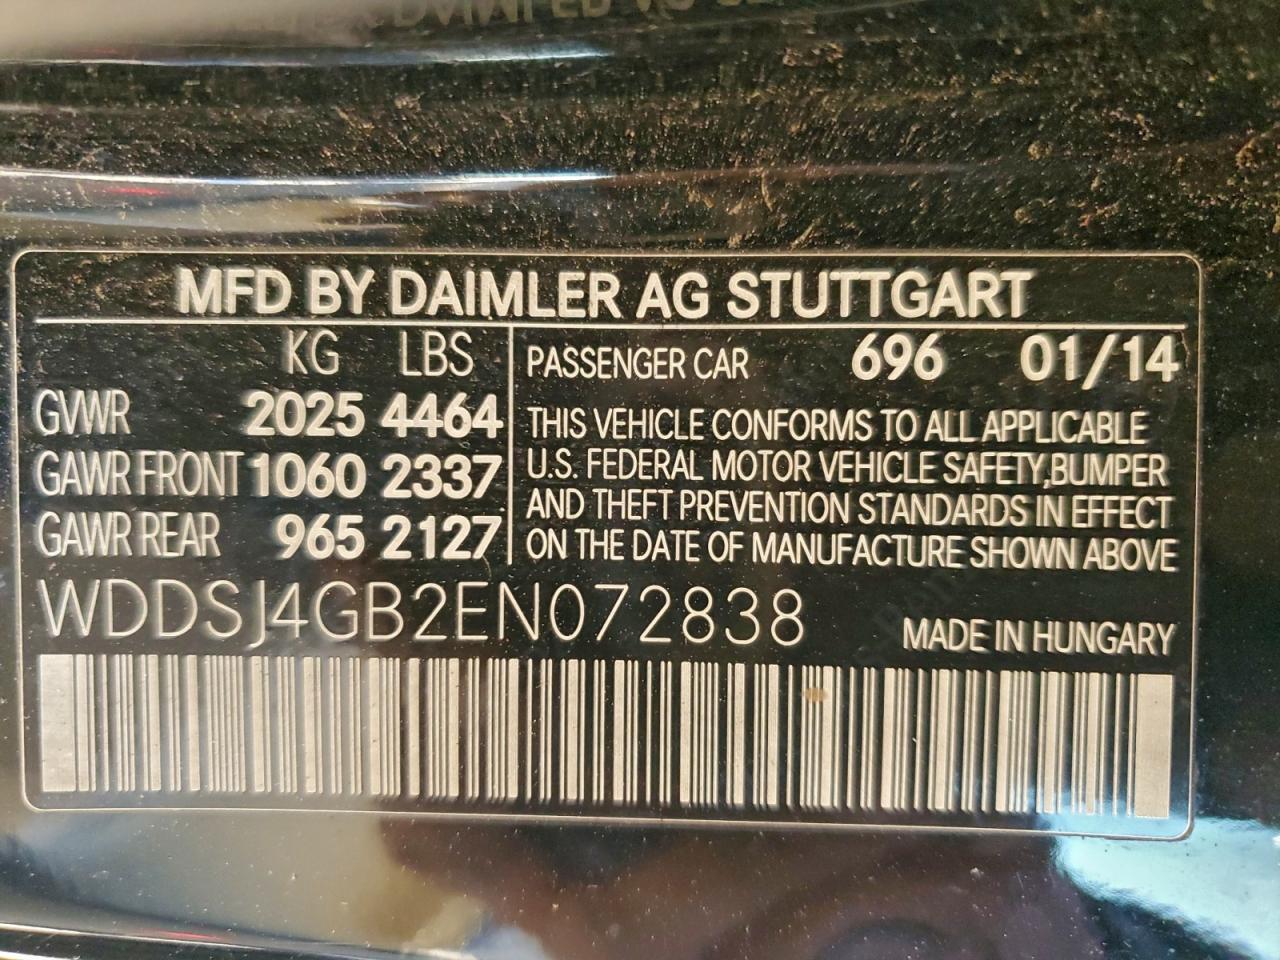 MFD BY DAIMLER AG STUTTGART
KG LBS
GVWR 2025 4464
GAWR FRONT 1060 2337
GAWR REAR 965 2127
PASSENGER CAR 696 01/14
THIS VEHICLE CONFORMS TO ALL APPLICABLE
U.S. FEDERAL MOTOR VEHICLE SAFETY,BUMPER
AND THEFT PREVENTION STANDARDS IN EFFECT
ON THE DATE OF MANUFACTURE SHOWN ABOVE
WDDSJ4GB2EN072838
MADE IN HUNGARY